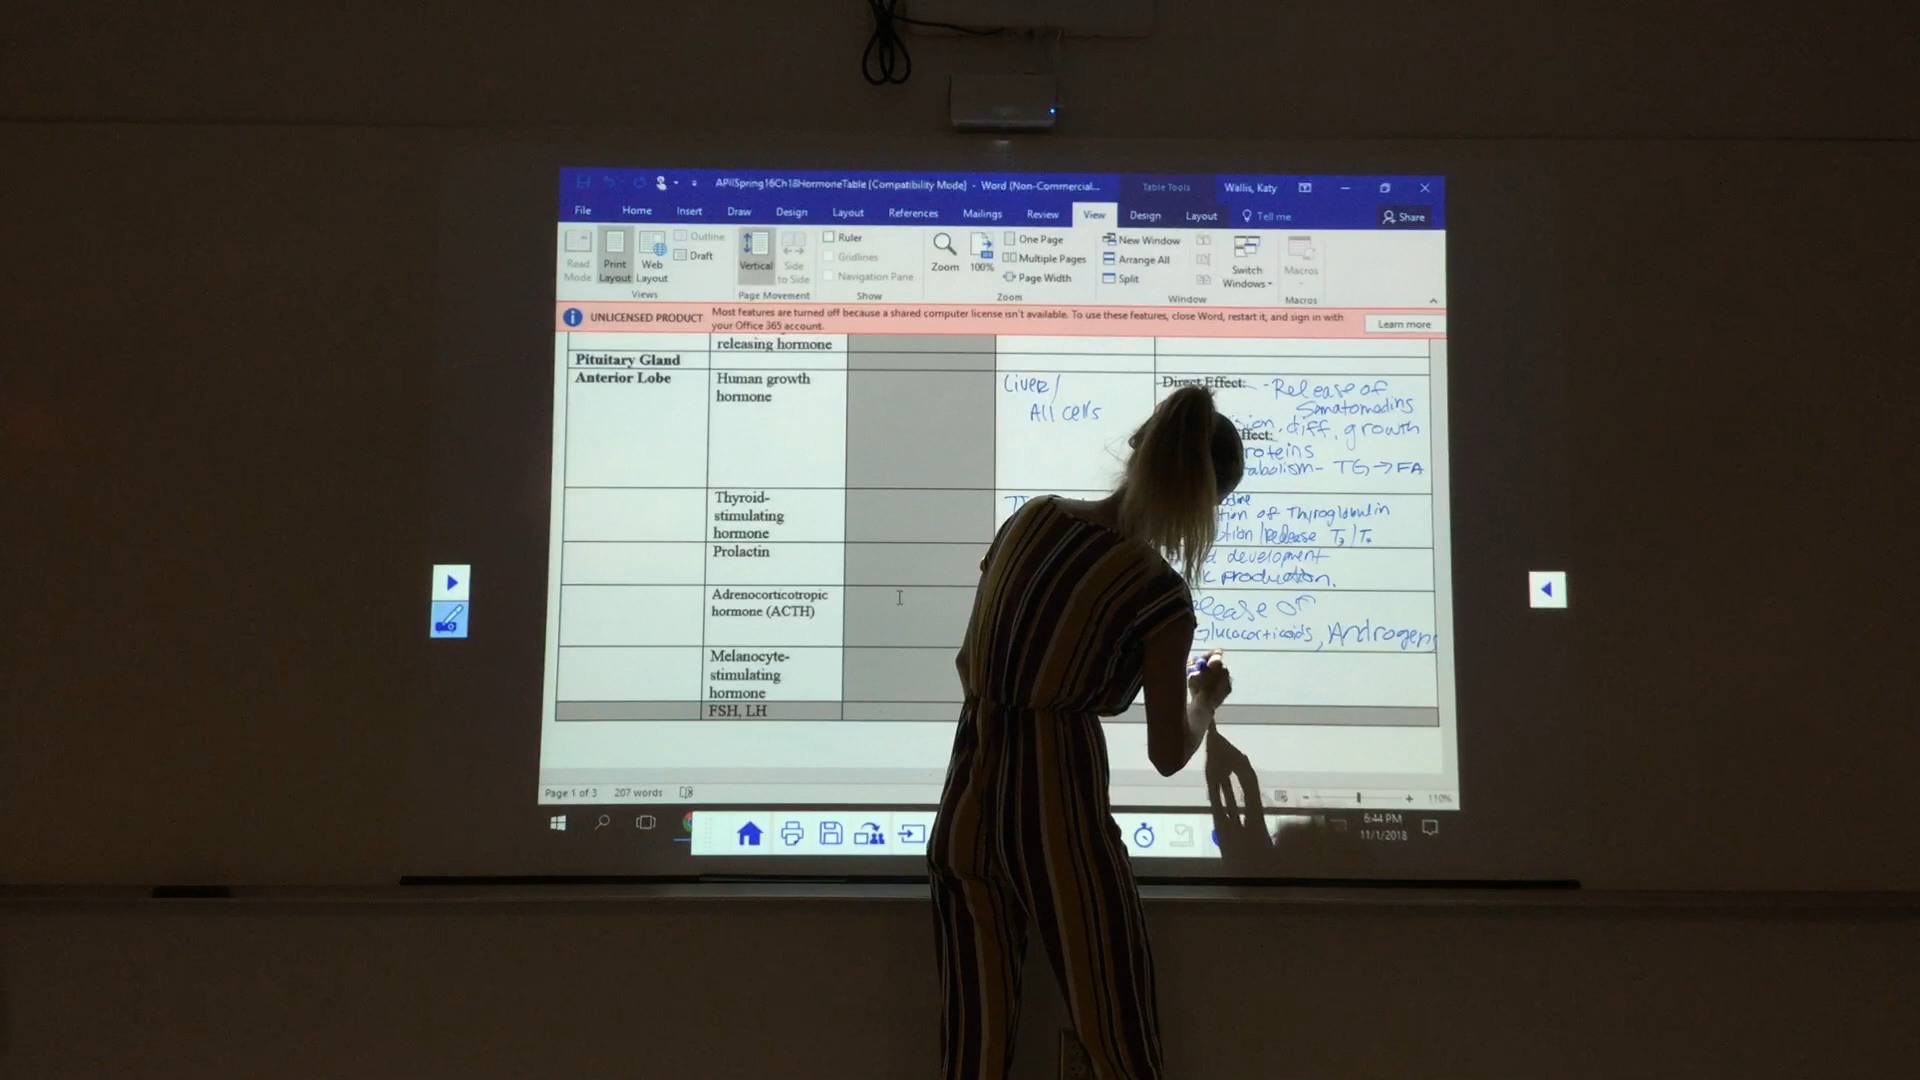 APIISpring16Ch18HormoneTable [Compatibility Mode] - Word (Non-Commercial... Table Tools Wallis, Katy
File Home Insert Draw Design Layout References Mailings Review View Design Layout Tell me Share
Read Mode
Print Layout
Web Layout
Outline
Draft
Views
Vertical
Side to Side
Page Movement
Ruler
Gridlines
Navigation Pane
Show
Zoom
100%
One Page
Multiple Pages
Page Width
Zoom
New Window
Arrange All
Split
Switch Windows
Window
Macros
Macros
UNLICENSED PRODUCT Most features are turned off because a shared computer license isn't available. To use these features, close Word, restart it, and sign in with
your Office 365 account.
Learn more
releasing hormone
Pituitary Gland
Anterior Lobe
Human growth
hormone
Liver/
All cells
Direct Effect: - Release of
Somatomedins
diff, growth
ffect:
roteins
tabolism - TG → FA
Thyroid-
stimulating
hormone
tion of Thyroglobulin
ction/Release T3/T4
Prolactin
development
k production.
Adrenocorticotropic
hormone (ACTH)
elease of
Glucocorticoids, Androgens
Melanocyte-
stimulating
hormone
FSH, LH
Page 1 of 3 207 words 110%
6:44 PM
11/1/2018